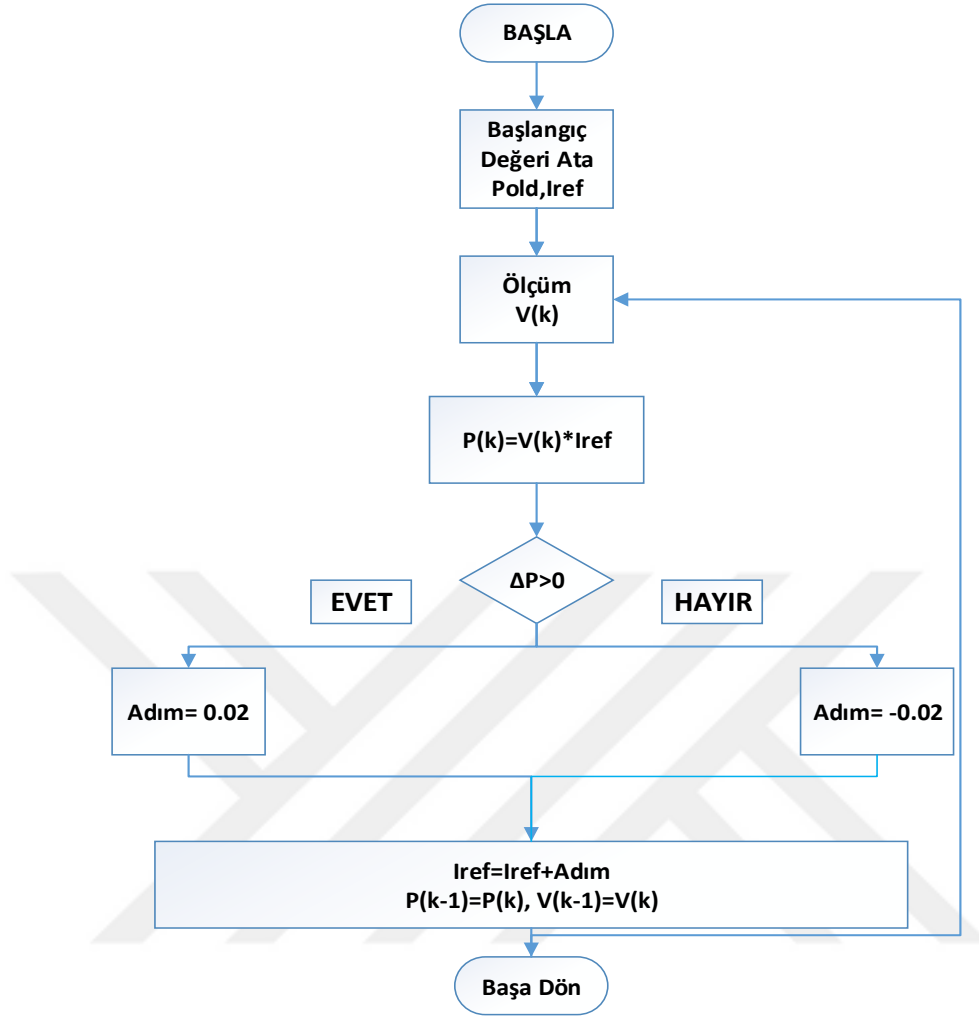 BAŞLA
Başlangıç
Değeri Ata
Pold,Iref
Ölçüm
V(k)
P(k)=V(k)*Iref
ΔP>0
EVET
HAYIR
Adım= 0.02
Adım= -0.02
Iref=Iref+Adım
P(k-1)=P(k), V(k-1)=V(k)
Başa Dön